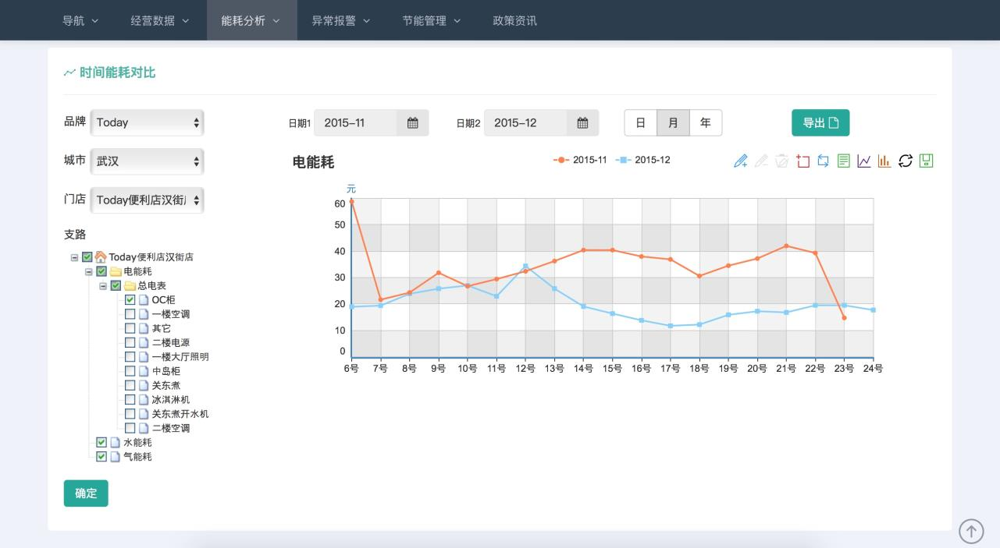 导航 经营数据 能耗分析 异常报警 节能管理 政策资讯
时间能耗对比
品牌 Today 日期1 2015-11 日期2 2015-12 日 月 年 导出
城市 武汉
电能耗 2015-11 2015-12
门店 Today便利店汉街
元
支路
Today便利店汉街店
电能耗
总电表
OC柜
一楼空调
其它
二楼电源
一楼大厅照明
中岛柜
关东煮
冰淇淋机
关东煮开水机
二楼空调
水能耗
气能耗
60
50
40
30
20
10
0
6号 7号 8号 9号 10号 11号 12号 13号 14号 15号 16号 17号 18号 19号 20号 21号 22号 23号 24号
确定